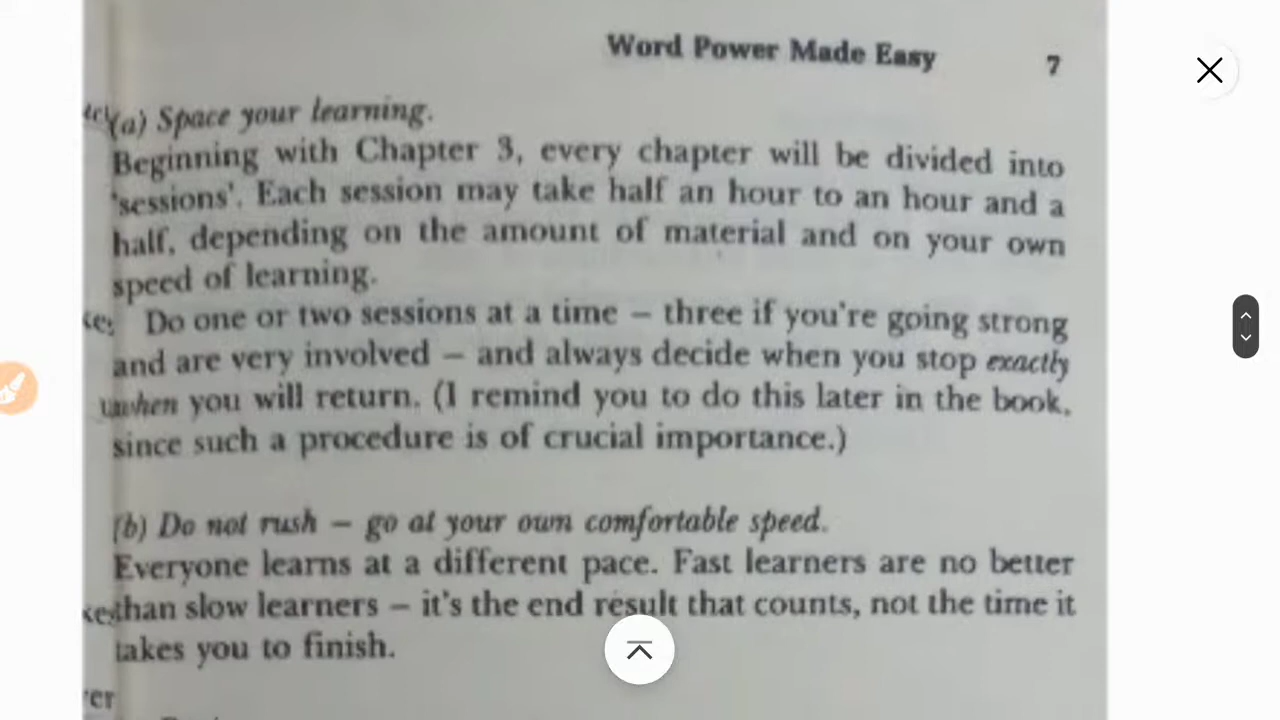 Word Power Made Easy 7
(a) Space your learning.
Beginning with Chapter 3, every chapter will be divided into
'sessions'. Each session may take half an hour to an hour and a
half, depending on the amount of material and on your own
speed of learning.
Do one or two sessions at a time – three if you're going strong
and are very involved – and always decide when you stop exactly
when you will return. (I remind you to do this later in the book,
since such a procedure is of crucial importance.)
(b) Do not rush – go at your own comfortable speed.
Everyone learns at a different pace. Fast learners are no better
than slow learners – it's the end result that counts, not the time it
takes you to finish.